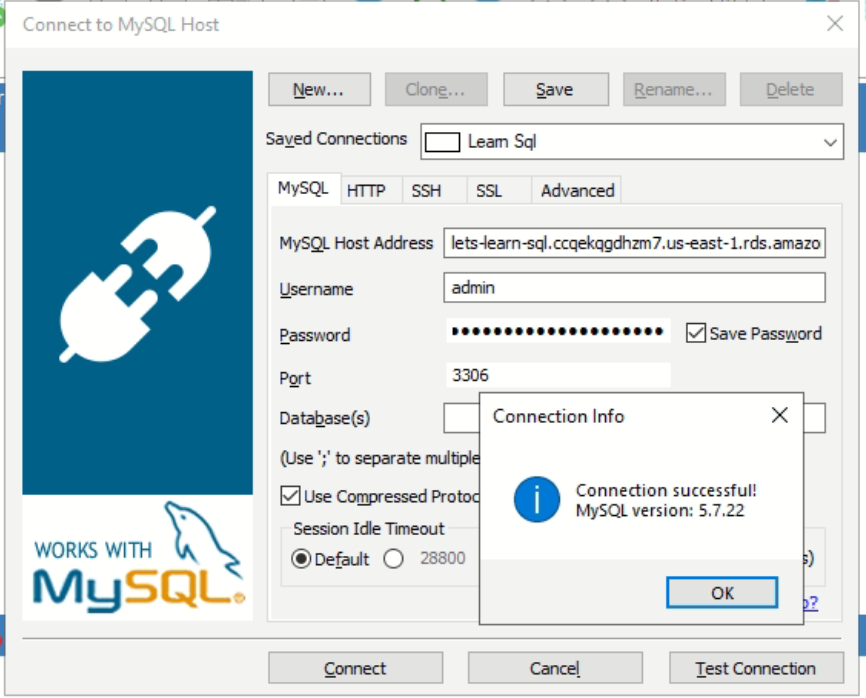 Connect to MySQL Host
New...
Clone...
Save
Rename...
Delete
Saved Connections
Learn Sql
MySQL
HTTP
SSH
SSL
Advanced
MySQL Host Address
lets-learn-sql.ccqekqgdhzm7.us-east-1.rds.amazo
Username
admin
Password
Save Password
Port
3306
Database(s)
(Use ';' to separate multiple
Use Compressed Protoc
Session Idle Timeout
Default
28800
s)
?
Connection Info
Connection successful!
MySQL version: 5.7.22
OK
WORKS WITH
MySQL
Connect
Cancel
Test Connection